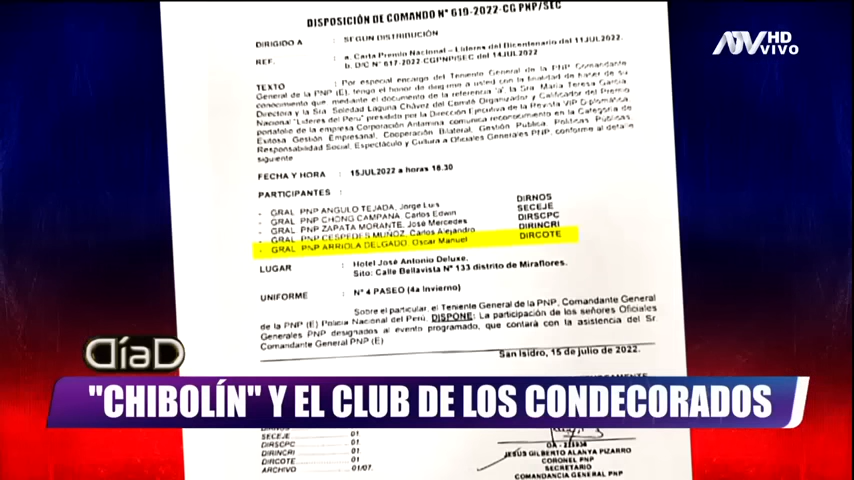 DISPOSICIÓN DE COMANDO N° 619-2022-CG PNP/SEC
DIRIGIDO A : SEGÚN DISTRIBUCIÓN
REF. : a. Carta Premio Nacional – Líderes del Bicentenario del 11JUL2022.
b. D/C N° 617-2022-CGPNP/SEC del 14JUL2022
TEXTO : Por especial encargo del Teniente General de la PNP Comandante
General de la PNP (E), tengo el honor de dirigirme a usted con la finalidad de hacer de su
conocimiento que mediante el documento de la referencia "a", la Sra. María Teresa García
Directora y la Sra. Soledad Laguna Chávez del Comité Organizador y Calificador del Premio
Nacional "Líderes del Perú" presidido por la Dirección Ejecutiva de la Revista VIP Diplomática,
portafolio de la empresa Corporación Antamina comunica reconocimiento en la Categoría de
Exitosa Gestión Empresarial, Cooperación Bilateral, Gestión Pública, Políticas Públicas,
Responsabilidad Social, Espectáculo y Cultura a Oficiales Generales PNP, conforme al detalle
siguiente
FECHA Y HORA : 15JUL2022 a horas 18.30
PARTICIPANTES :
- GRAL PNP ANGULO TEJADA, Jorge Luis DIRNOS
- GRAL PNP CHONG CAMPANA, Carlos Edwin SECEJE
- GRAL PNP ZAPATA MORANTE, José Mercedes DIRSCPC
- GRAL PNP CESPEDES MUÑOZ, Carlos Alejandro DIRINCRI
- GRAL PNP ARRIOLA DELGADO, Oscar Manuel DIRCOTE
LUGAR : Hotel José Antonio Deluxe.
Sito: Calle Bellavista N° 133 distrito de Miraflores.
UNIFORME : N° 4 PASEO (4a Invierno)
Sobre el particular, el Teniente General de la PNP, Comandante General
de la PNP (E) Policía Nacional del Perú, DISPONE: La participación de los señores Oficiales
Generales PNP designados al evento programado, que contará con la asistencia del Sr.
Comandante General PNP (E)
San Isidro, 15 de julio de 2022.
ATV HD
VIVO
DíaD
"CHIBOLÍN" Y EL CLUB DE LOS CONDECORADOS
DIRNOS 01
SECEJE 01
DIRSCPC 01
DIRINCRI 01
DIRCOTE 01
ARCHIVO 01/07.
JESÚS GILBERTO ALANYA PIZARRO
CORONEL PNP
SECRETARIO
COMANDANCIA GENERAL PNP